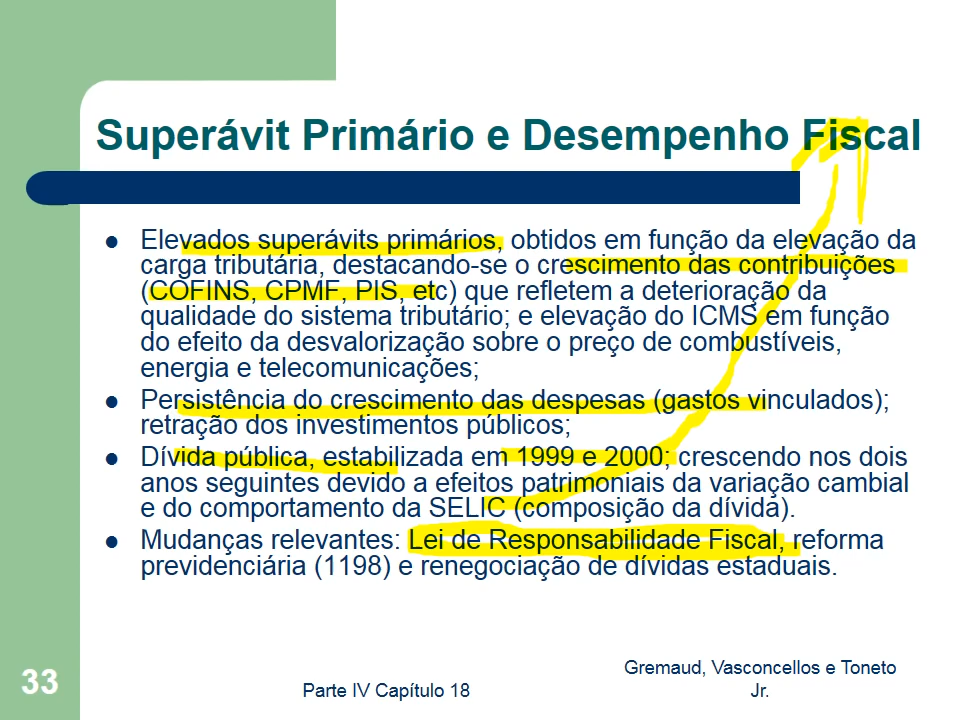 Superávit Primário e Desempenho Fiscal
Elevados superávits primários, obtidos em função da elevação da
carga tributária, destacando-se o crescimento das contribuições
(COFINS, CPMF, PIS, etc) que refletem a deterioração da
qualidade do sistema tributário; e elevação do ICMS em função
do efeito da desvalorização sobre o preço de combustíveis,
energia e telecomunicações;
Persistência do crescimento das despesas (gastos vinculados);
retração dos investimentos públicos;
Dívida pública, estabilizada em 1999 e 2000; crescendo nos dois
anos seguintes devido a efeitos patrimoniais da variação cambial
e do comportamento da SELIC (composição da dívida).
Mudanças relevantes: Lei de Responsabilidade Fiscal, reforma
previdenciária (1198) e renegociação de dívidas estaduais.
33
Parte IV Capítulo 18
Gremaud, Vasconcellos e Toneto
Jr.